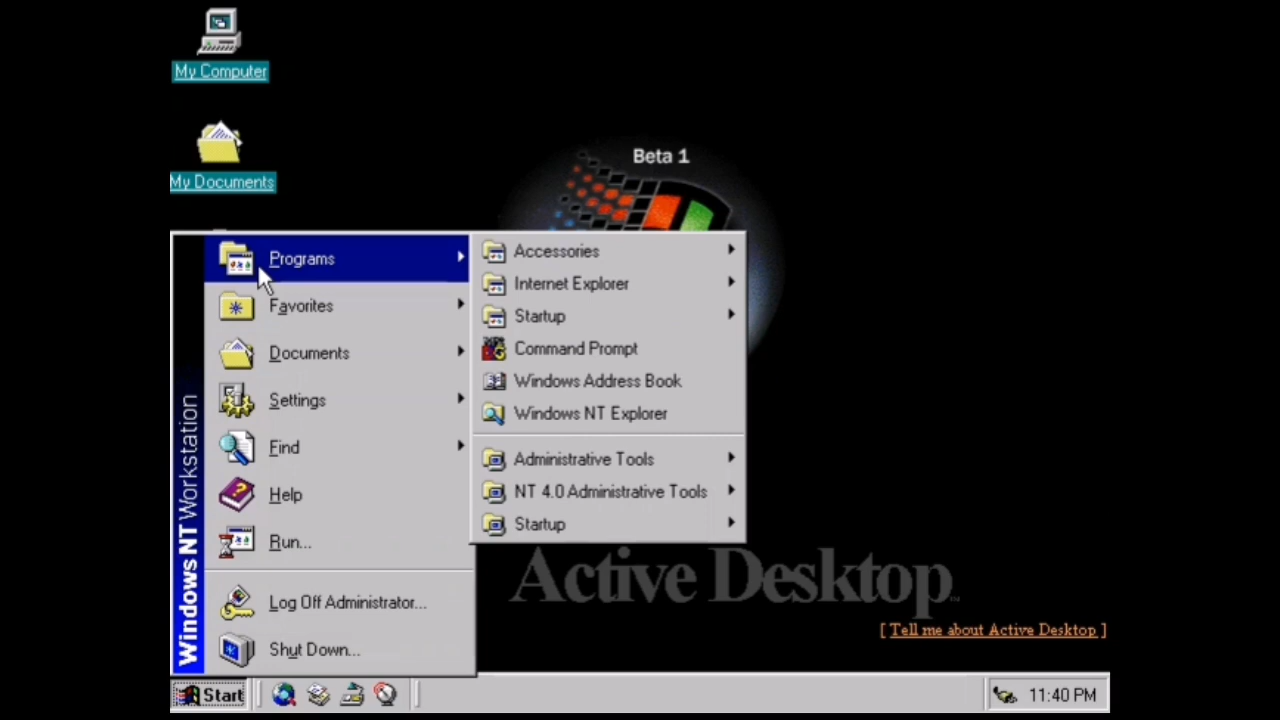 My Computer
My Documents
Beta 1
Programs
Favorites
Documents
Settings
Find
Help
Run...
Log Off Administrator...
Shut Down...
Windows NT Workstation
Accessories
Internet Explorer
Startup
Command Prompt
Windows Address Book
Windows NT Explorer
Administrative Tools
NT 4.0 Administrative Tools
Startup
Active Desktop
[ Tell me about Active Desktop ]
Start
11:40 PM